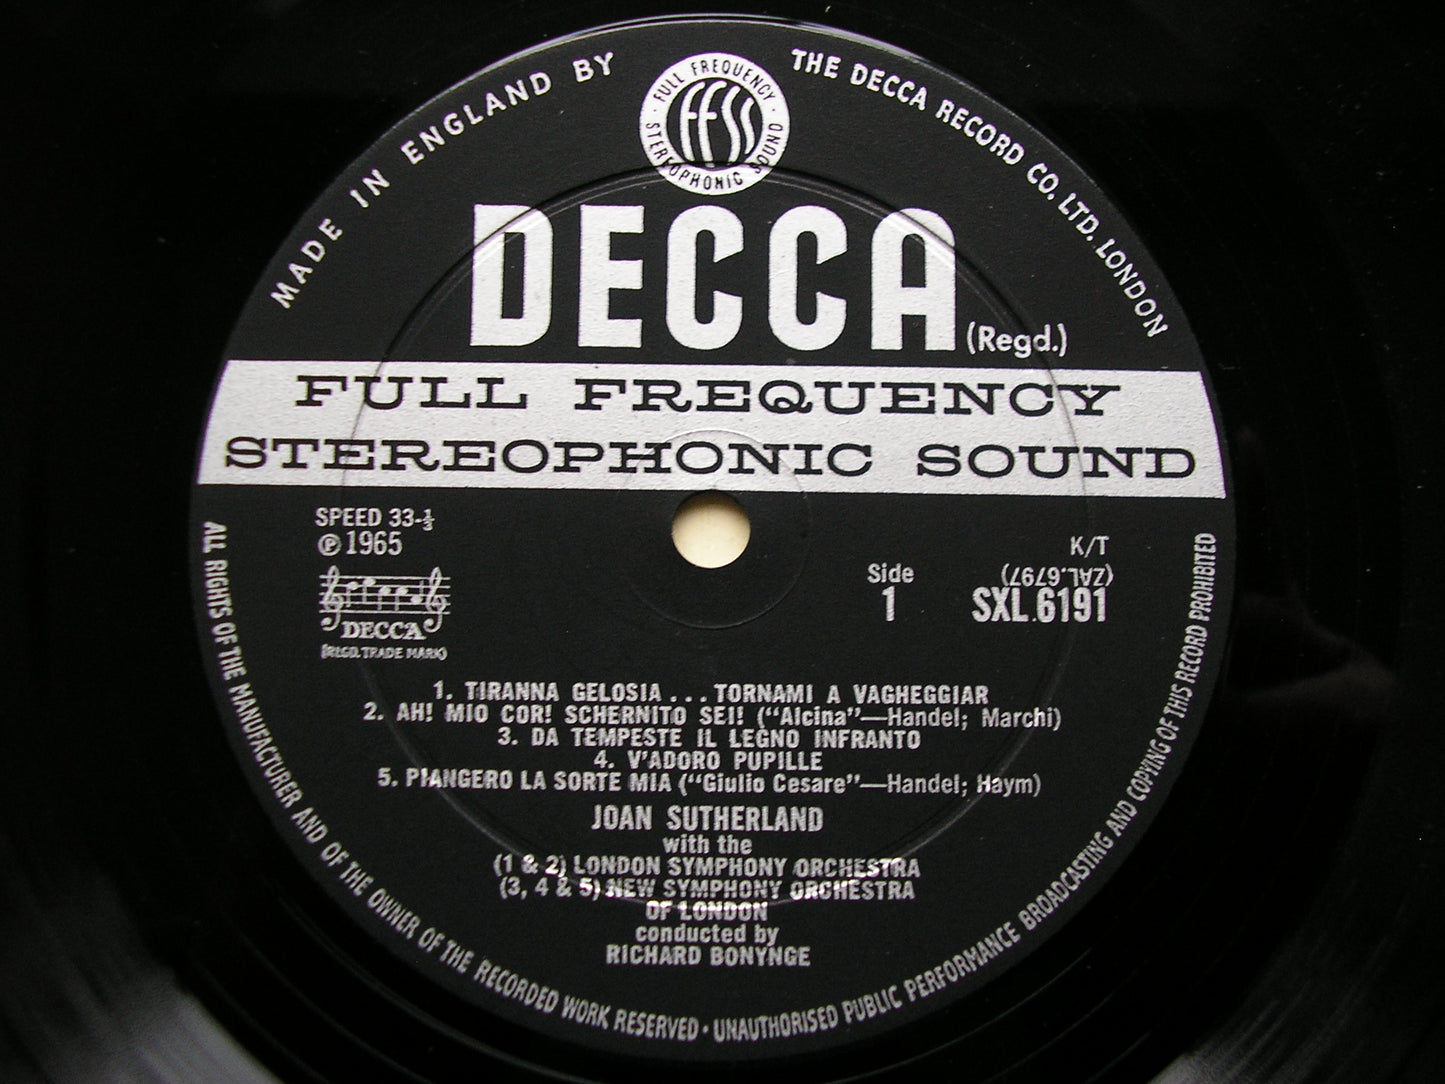 MADE IN ENGLAND BY
THE DECCA RECORD CO. LTD. LONDON
FULL FREQUENCY
ffss
STEREOPHONIC SOUND
DECCA
(Regd.)
FULL FREQUENCY
STEREOPHONIC SOUND
SPEED 33-⅓
℗ 1965
DECCA
(REGD. TRADE MARK)
K/T
(ZAL.6797)
Side
1
SXL.6191
1. TIRANNA GELOSIA . . . TORNAMI A VAGHEGGIAR
2. AH! MIO COR! SCHERNITO SEI! (“Alcina”—Handel; Marchi)
3. DA TEMPESTE IL LEGNO INFRANTO
4. V'ADORO PUPILLE
5. PIANGERO LA SORTE MIA (“Giulio Cesare”—Handel; Haym)
JOAN SUTHERLAND
with the
(1 & 2) LONDON SYMPHONY ORCHESTRA
(3, 4 & 5) NEW SYMPHONY ORCHESTRA
OF LONDON
conducted by
RICHARD BONYNGE
ALL RIGHTS OF THE MANUFACTURER AND OF THE OWNER OF THE RECORDED WORK RESERVED · UNAUTHORISED PUBLIC PERFORMANCE BROADCASTING AND COPYING OF THIS RECORD PROHIBITED